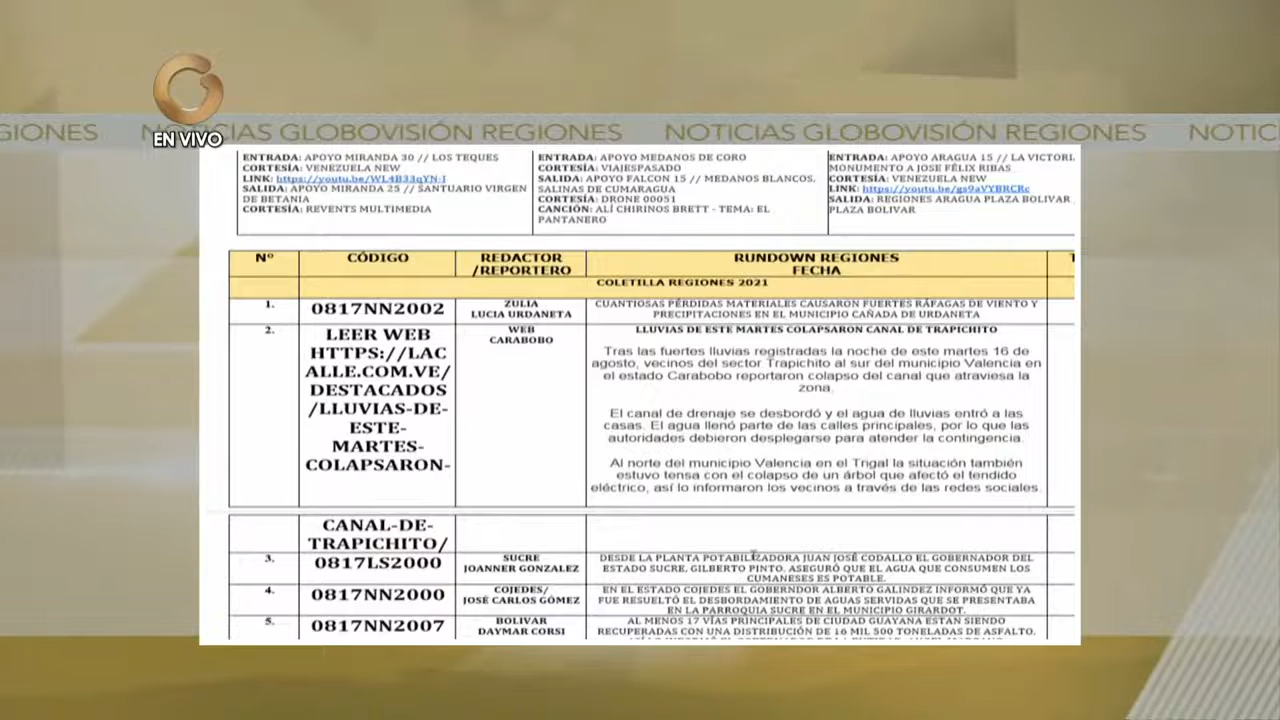 GIONES NOTICIAS GLOBOVISIÓN REGIONES NOTICIAS GLOBOVISIÓN REGIONES NOTIC
EN VIVO
ENTRADA: APOYO MIRANDA 30 // LOS TEQUES
CORTESÍA: VENEZUELA NEW
LINK: https://youtu.be/WL4B33qYN-I
SALIDA: APOYO MIRANDA 25 // SANTUARIO VIRGEN
DE BETANIA
CORTESÍA: REVENTS MULTIMEDIA
ENTRADA: APOYO MEDANOS DE CORO
CORTESÍA: VIAJESPASADO
SALIDA: APOYO FALCON 15 // MEDANOS BLANCOS,
SALINAS DE CUMARAGUA
CORTESÍA: DRONE 00051
CANCIÓN: ALÍ CHIRINOS BRETT - TEMA: EL
PANTANERO
ENTRADA: APOYO ARAGUA 15 // LA VICTORI
MONUMENTO A JOSE FÉLIX RIBAS
CORTESÍA: VENEZUELA NEW
LINK: https://youtu.be/gs9aVYBRCRc
SALIDA: REGIONES ARAGUA PLAZA BOLIVAR
PLAZA BOLIVAR
Nº CÓDIGO REDACTOR RUNDOWN REGIONES
/REPORTERO FECHA
COLETILLA REGIONES 2021
1. 0817NN2002
ZULIA
LUCIA URDANETA
CUANTIOSAS PÉRDIDAS MATERIALES CAUSARON FUERTES RÁFAGAS DE VIENTO Y
PRECIPITACIONES EN EL MUNICIPIO CAÑADA DE URDANETA
2. LEER WEB
HTTPS://LAC
ALLE.COM.VE/
DESTACADOS
/LLUVIAS-DE-
ESTE-
MARTES-
COLAPSARON-
WEB
CARABOBO
LLUVIAS DE ESTE MARTES COLAPSARON CANAL DE TRAPICHITO
Tras las fuertes lluvias registradas la noche de este martes 16 de
agosto, vecinos del sector Trapichito al sur del municipio Valencia en
el estado Carabobo reportaron colapso del canal que atraviesa la
zona.
El canal de drenaje se desbordó y el agua de lluvias entró a las
casas. El agua llenó parte de las calles principales, por lo que las
autoridades debieron desplegarse para atender la contingencia.
Al norte del municipio Valencia en el Trigal la situación también
estuvo tensa con el colapso de un árbol que afectó el tendido
eléctrico, así lo informaron los vecinos a través de las redes sociales.
CANAL-DE-
TRAPICHITO/
3. 0817LS2000
SUCRE
JOANNER GONZALEZ
DESDE LA PLANTA POTABILIZADORA JUAN JOSÉ CODALLO EL GOBERNADOR DEL
ESTADO SUCRE, GILBERTO PINTO. ASEGURÓ QUE EL AGUA QUE CONSUMEN LOS
CUMANESES ES POTABLE.
4. 0817NN2000
COJEDES/
JOSÉ CARLOS GÓMEZ
EN EL ESTADO COJEDES EL GOBERNDOR ALBERTO GALINDEZ INFORMÓ QUE YA
FUE RESUELTÓ EL DESBORDAMIENTO DE AGUAS SERVIDAS QUE SE PRESENTABA
EN LA PARROQUIA SUCRE EN EL MUNICIPIO GIRARDOT.
5. 0817NN2007
BOLIVAR
DAYMAR CORSI
AL MENOS 17 VÍAS PRINCIPALES DE CIUDAD GUAYANA ESTÁN SIENDO
RECUPERADAS CON UNA DISTRIBUCIÓN DE 16 MIL 500 TONELADAS DE ASFALTO.